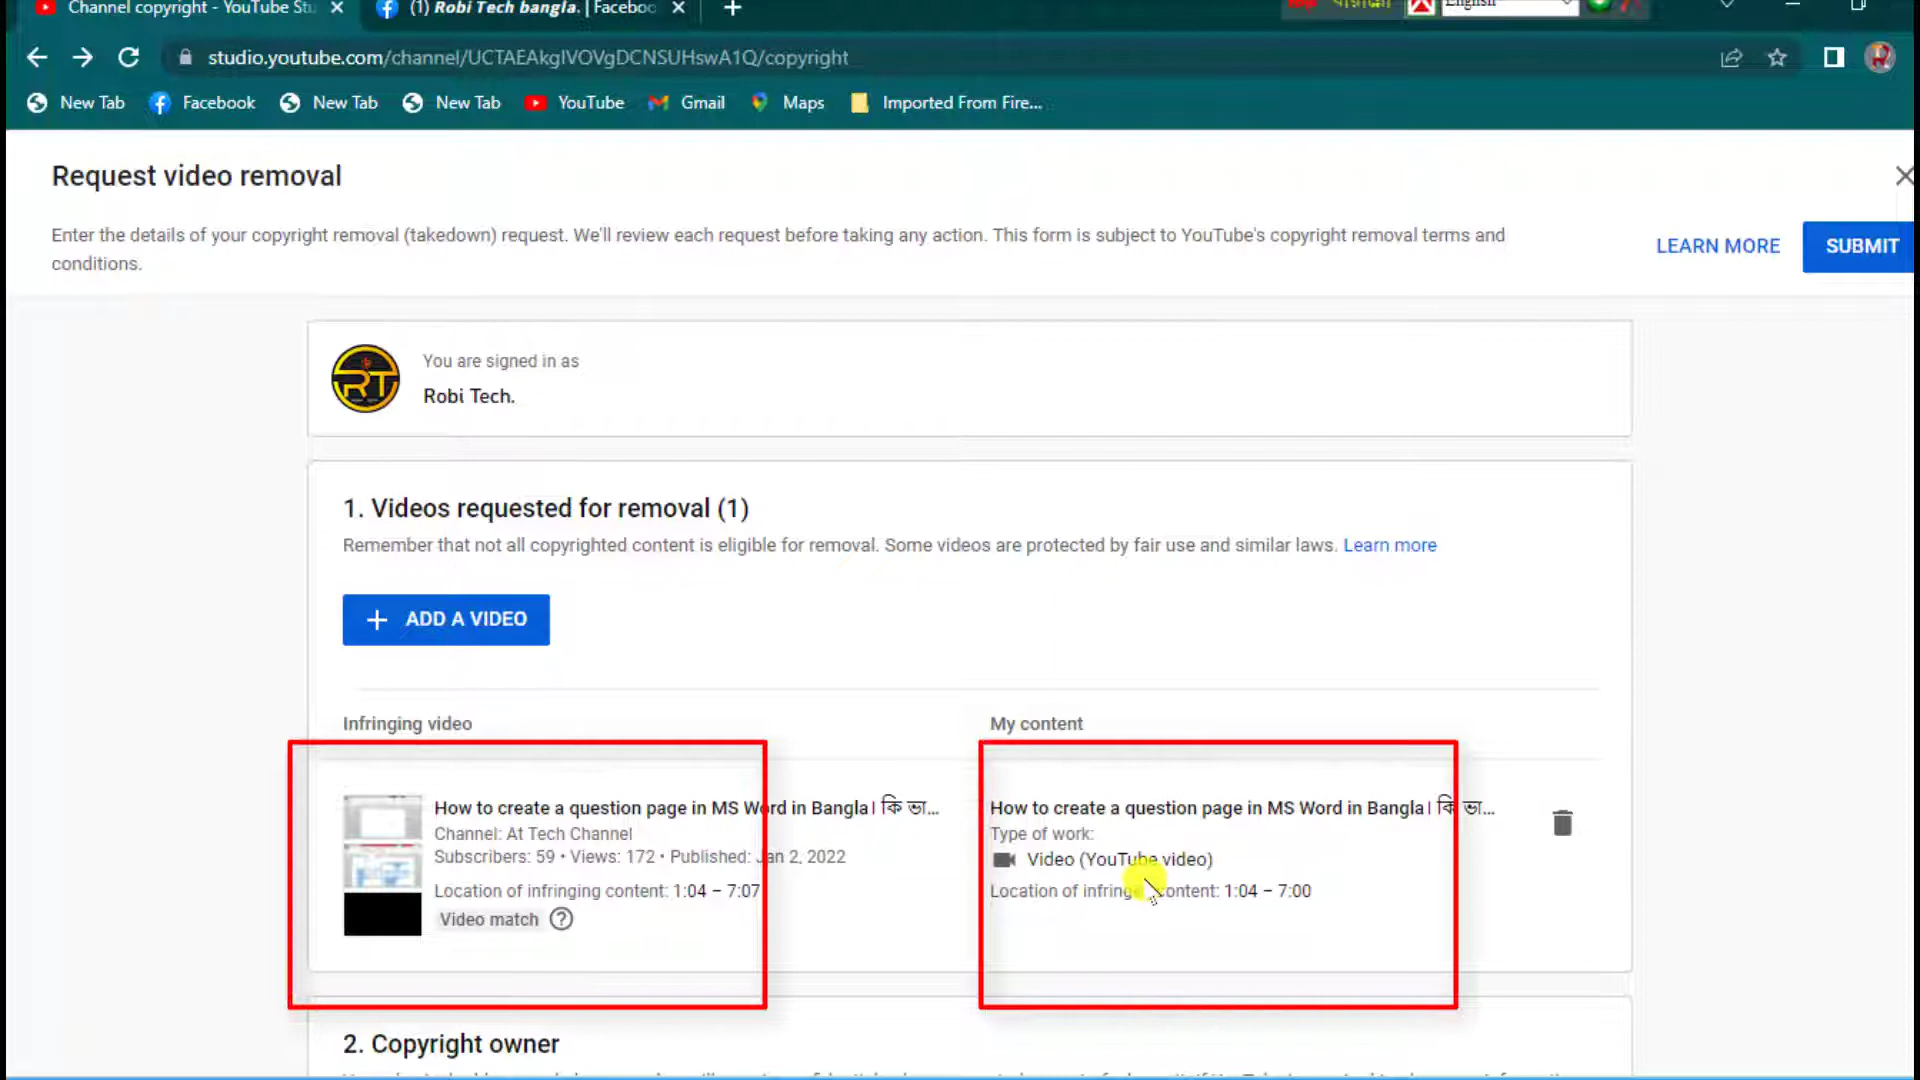 Channel copyright - YouTube Stu
(1) Robi Tech bangla. | Faceboo
English
studio.youtube.com/channel/UCTAEAkgIVOVgDCNSUHswA1Q/copyright
New Tab
Facebook
New Tab
New Tab
YouTube
Gmail
Maps
Imported From Fire...
Request video removal
Enter the details of your copyright removal (takedown) request. We'll review each request before taking any action. This form is subject to YouTube's copyright removal terms and
conditions.
LEARN MORE
SUBMIT
RT
You are signed in as
Robi Tech.
1. Videos requested for removal (1)
Remember that not all copyrighted content is eligible for removal. Some videos are protected by fair use and similar laws. Learn more
+ ADD A VIDEO
Infringing video
My content
How to create a question page in MS Word in Bangla। কি ভা...
Channel: At Tech Channel
Subscribers: 59 • Views: 172 • Published: Jan 2, 2022
Location of infringing content: 1:04 – 7:07
Video match ?
How to create a question page in MS Word in Bangla। কি ভা...
Type of work:
Video (YouTube video)
Location of infringe content: 1:04 – 7:00
2. Copyright owner